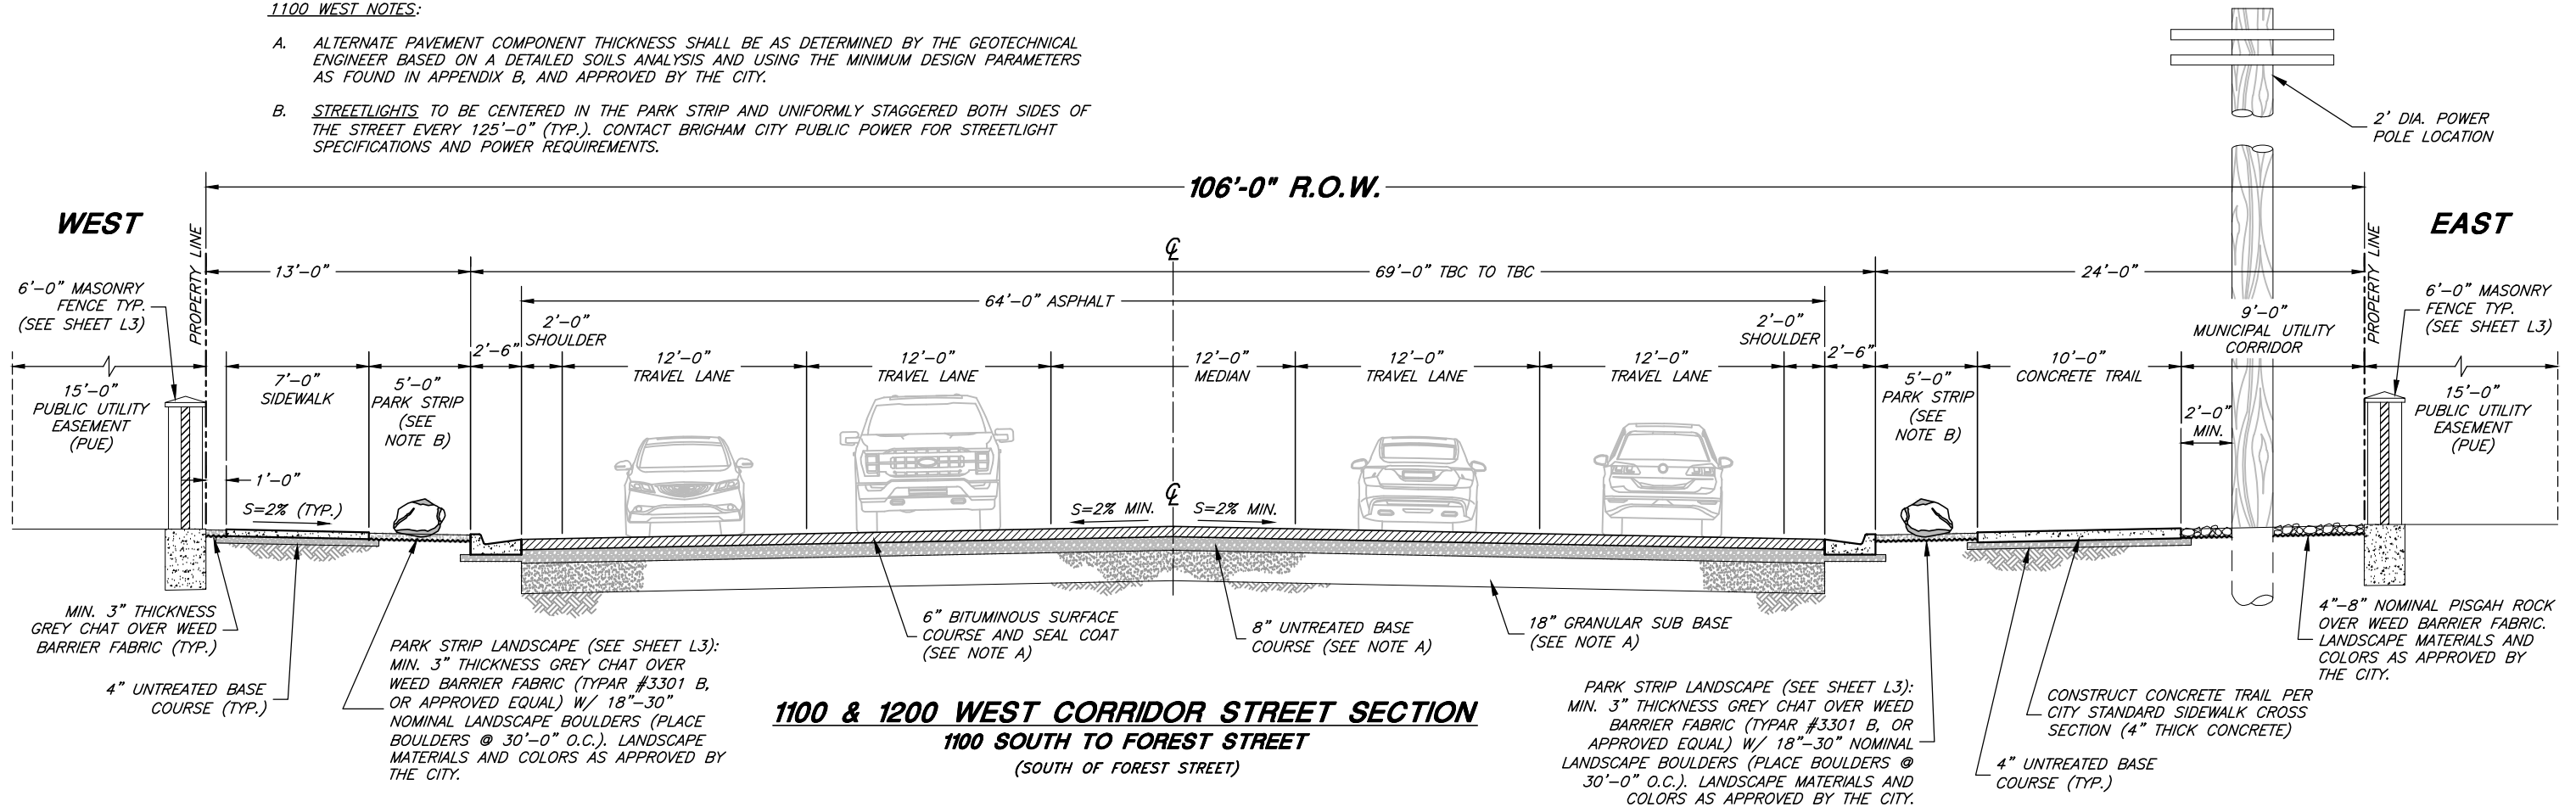 1100 WEST NOTES:
A. ALTERNATE PAVEMENT COMPONENT THICKNESS SHALL BE AS DETERMINED BY THE GEOTECHNICAL
ENGINEER BASED ON A DETAILED SOILS ANALYSIS AND USING THE MINIMUM DESIGN PARAMETERS
AS FOUND IN APPENDIX B, AND APPROVED BY THE CITY.
B. STREETLIGHTS TO BE CENTERED IN THE PARK STRIP AND UNIFORMLY STAGGERED BOTH SIDES OF
THE STREET EVERY 125'-0" (TYP.). CONTACT BRIGHAM CITY PUBLIC POWER FOR STREETLIGHT
SPECIFICATIONS AND POWER REQUIREMENTS.
2' DIA. POWER
POLE LOCATION
106'-0" R.O.W.
WEST
EAST
PROPERTY LINE
PROPERTY LINE
℄
13'-0"
69'-0" TBC TO TBC
24'-0"
64'-0" ASPHALT
6'-0" MASONRY
FENCE TYP.
(SEE SHEET L3)
6'-0" MASONRY
FENCE TYP.
(SEE SHEET L3)
2'-0"
SHOULDER
2'-0"
SHOULDER
9'-0"
MUNICIPAL UTILITY
CORRIDOR
15'-0"
PUBLIC UTILITY
EASEMENT
(PUE)
7'-0"
SIDEWALK
5'-0"
PARK STRIP
(SEE
NOTE B)
2'-6"
12'-0"
TRAVEL LANE
12'-0"
TRAVEL LANE
12'-0"
MEDIAN
12'-0"
TRAVEL LANE
12'-0"
TRAVEL LANE
2'-6"
5'-0"
PARK STRIP
(SEE
NOTE B)
10'-0"
CONCRETE TRAIL
2'-0"
MIN.
15'-0"
PUBLIC UTILITY
EASEMENT
(PUE)
1'-0"
S=2% (TYP.)
℄
S=2% MIN.
S=2% MIN.
MIN. 3" THICKNESS
GREY CHAT OVER WEED
BARRIER FABRIC (TYP.)
4" UNTREATED BASE
COURSE (TYP.)
PARK STRIP LANDSCAPE (SEE SHEET L3):
MIN. 3" THICKNESS GREY CHAT OVER
WEED BARRIER FABRIC (TYPAR #3301 B,
OR APPROVED EQUAL) W/ 18"-30"
NOMINAL LANDSCAPE BOULDERS (PLACE
BOULDERS @ 30'-0" O.C.). LANDSCAPE
MATERIALS AND COLORS AS APPROVED BY
THE CITY.
6" BITUMINOUS SURFACE
COURSE AND SEAL COAT
(SEE NOTE A)
8" UNTREATED BASE
COURSE (SEE NOTE A)
18" GRANULAR SUB BASE
(SEE NOTE A)
PARK STRIP LANDSCAPE (SEE SHEET L3):
MIN. 3" THICKNESS GREY CHAT OVER WEED
BARRIER FABRIC (TYPAR #3301 B, OR
APPROVED EQUAL) W/ 18"-30" NOMINAL
LANDSCAPE BOULDERS (PLACE BOULDERS @
30'-0" O.C.). LANDSCAPE MATERIALS AND
COLORS AS APPROVED BY THE CITY.
4"-8" NOMINAL PISGAH ROCK
OVER WEED BARRIER FABRIC.
LANDSCAPE MATERIALS AND
COLORS AS APPROVED BY
THE CITY.
CONSTRUCT CONCRETE TRAIL PER
CITY STANDARD SIDEWALK CROSS
SECTION (4" THICK CONCRETE)
4" UNTREATED BASE
COURSE (TYP.)
1100 & 1200 WEST CORRIDOR STREET SECTION
1100 SOUTH TO FOREST STREET
(SOUTH OF FOREST STREET)